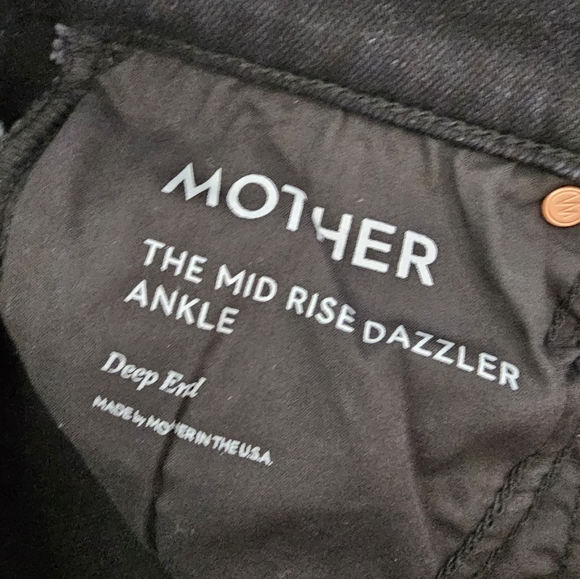 MOTHER
THE MID RISE DAZZLER
ANKLE
Deep End
MADE by MOTHER IN THE U.S.A.
M